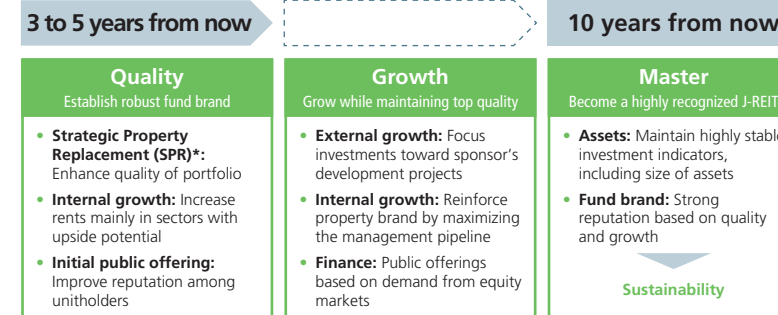 3 to 5 years from now
10 years from now
Quality
Establish robust fund brand
• Strategic Property
Replacement (SPR)*:
Enhance quality of portfolio
• Internal growth: Increase
rents mainly in sectors with
upside potential
• Initial public offering:
Improve reputation among
unitholders
Growth
Grow while maintaining top quality
• External growth: Focus
investments toward sponsor's
development projects
• Internal growth: Reinforce
property brand by maximizing
the management pipeline
• Finance: Public offerings
based on demand from equity
markets
Master
Become a highly recognized J-REIT
• Assets: Maintain highly stable
investment indicators,
including size of assets
• Fund brand: Strong
reputation based on quality
and growth
Sustainability